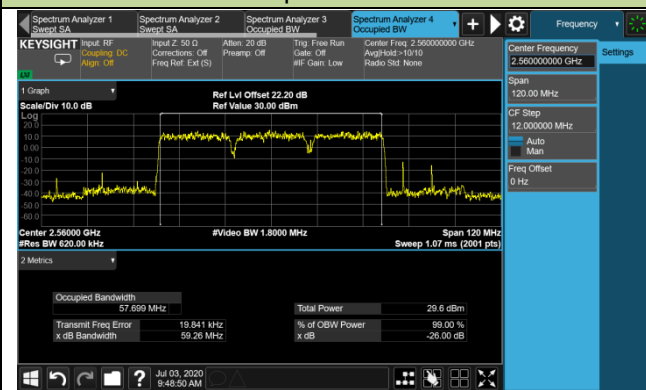 Spectrum Analyzer 1
Swept SA
Spectrum Analyzer 2
Swept SA
Spectrum Analyzer 3
Occupied BW
Spectrum Analyzer 4
Occupied BW
Frequency
KEYSIGHT
Input: RF
Coupling: DC
Align: Off
Input Z: 50 Ω
Corrections: Off
Freq Ref: Ext (S)
Atten: 20 dB
Preamp: Off
Trig: Free Run
Gate: Off
#IF Gain: Low
Center Freq: 2.560000000 GHz
Avg|Hold:>10/10
Radio Std: None
LXI
1 Graph
Scale/Div 10.0 dB
Ref Lvl Offset 22.20 dB
Ref Value 30.00 dBm
Log
20.0
10.0
0.00
-10.0
-20.0
-30.0
-40.0
-50.0
-60.0
Center 2.56000 GHz
#Res BW 620.00 kHz
#Video BW 1.8000 MHz
Span 120 MHz
Sweep 1.07 ms (2001 pts)
2 Metrics
Occupied Bandwidth
57.699 MHz
Transmit Freq Error
19.841 kHz
x dB Bandwidth
59.26 MHz
Total Power
29.6 dBm
% of OBW Power
99.00 %
x dB
-26.00 dB
Center Frequency
2.560000000 GHz
Span
120.00 MHz
CF Step
12.000000 MHz
Auto
Man
Freq Offset
0 Hz
Settings
?
Jul 03, 2020
9:48:50 AM